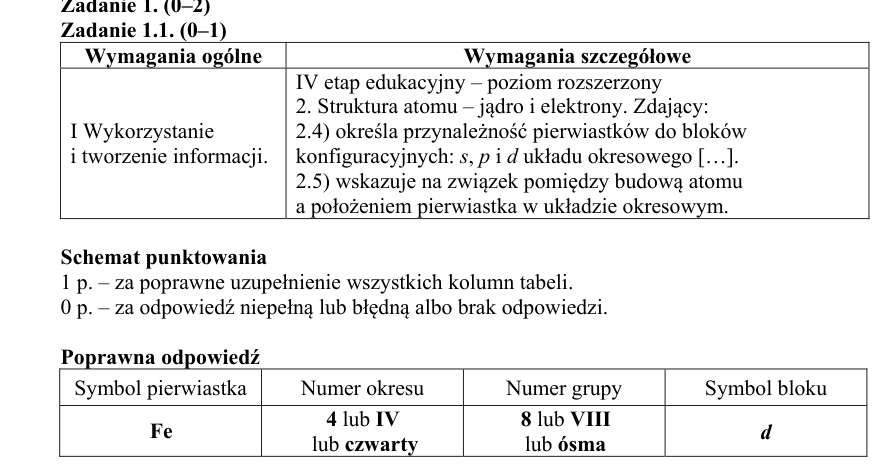 Zadanie 1. (0–2)
Zadanie 1.1. (0–1)
Wymagania ogólne
Wymagania szczegółowe
I Wykorzystanie
i tworzenie informacji.
IV etap edukacyjny – poziom rozszerzony
2. Struktura atomu – jądro i elektrony. Zdający:
2.4) określa przynależność pierwiastków do bloków
konfiguracyjnych: s, p i d układu okresowego […].
2.5) wskazuje na związek pomiędzy budową atomu
a położeniem pierwiastka w układzie okresowym.
Schemat punktowania
1 p. – za poprawne uzupełnienie wszystkich kolumn tabeli.
0 p. – za odpowiedź niepełną lub błędną albo brak odpowiedzi.
Poprawna odpowiedź
Symbol pierwiastka
Numer okresu
Numer grupy
Symbol bloku
Fe
4 lub IV
lub czwarty
8 lub VIII
lub ósma
d